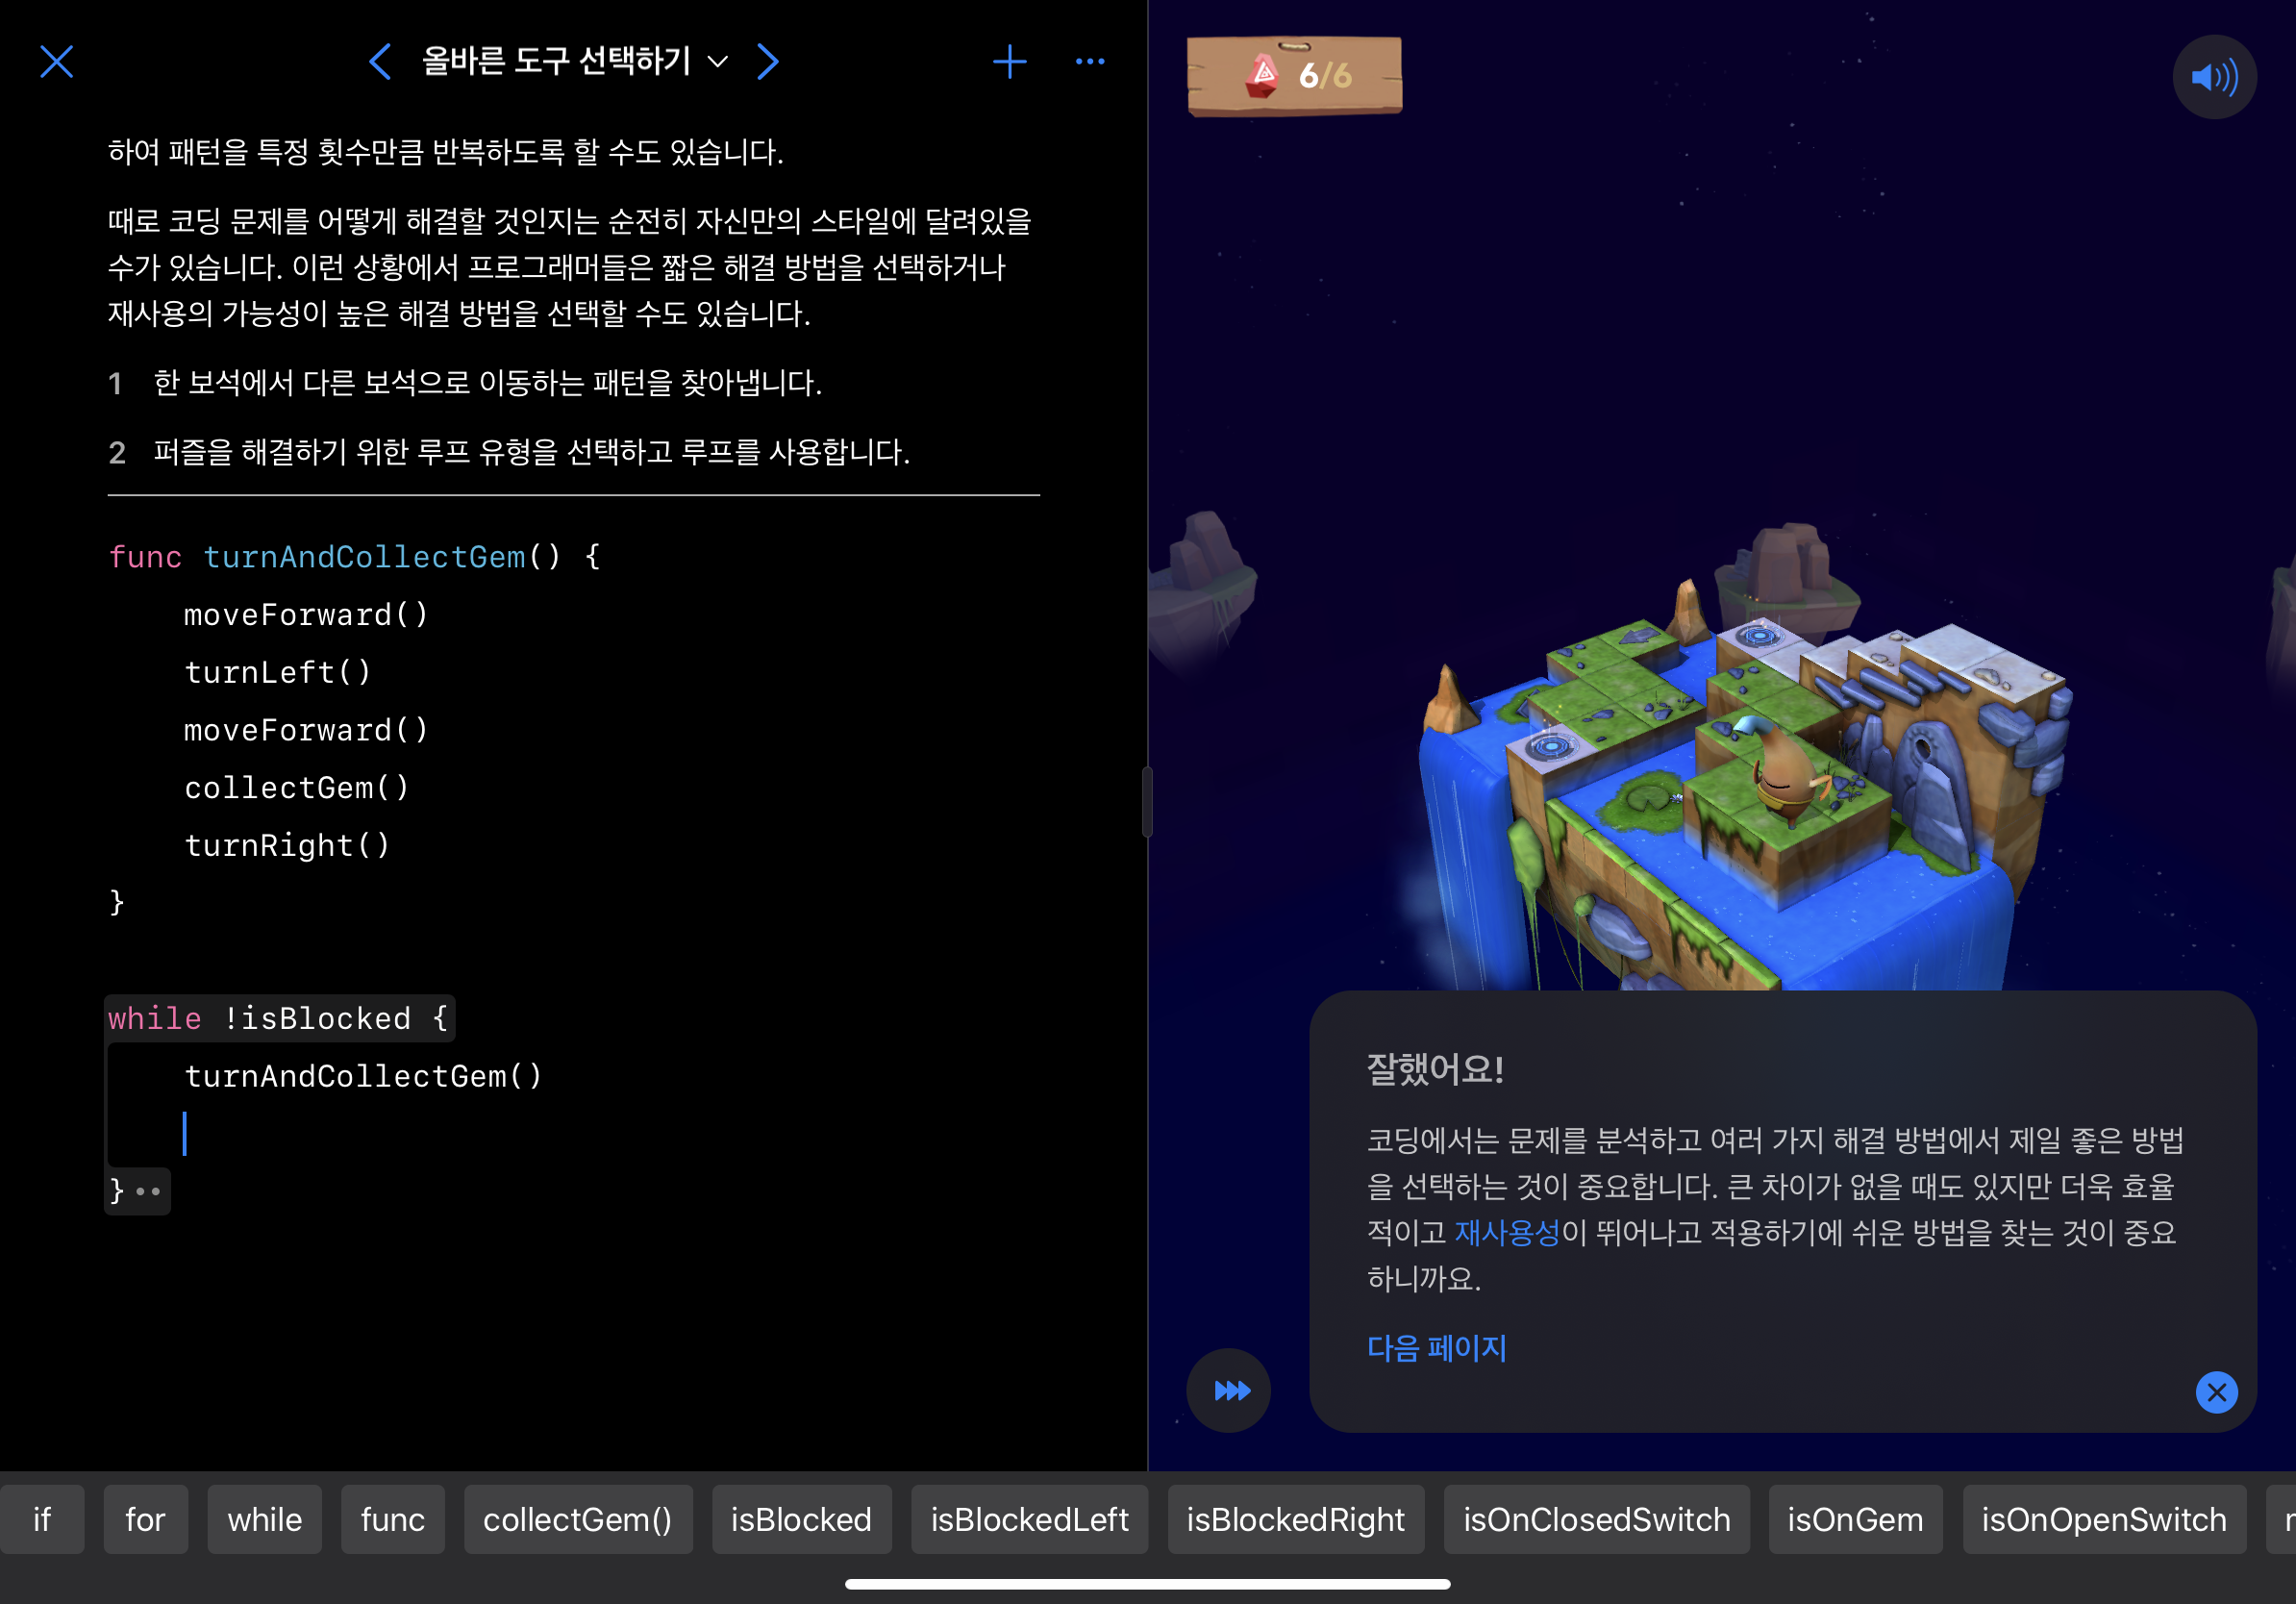 올바른 도구 선택하기
하여 패턴을 특정 횟수만큼 반복하도록 할 수도 있습니다.
때로 코딩 문제를 어떻게 해결할 것인지는 순전히 자신만의 스타일에 달려있을
수가 있습니다. 이런 상황에서 프로그래머들은 짧은 해결 방법을 선택하거나
재사용의 가능성이 높은 해결 방법을 선택할 수도 있습니다.
1 한 보석에서 다른 보석으로 이동하는 패턴을 찾아냅니다.
2 퍼즐을 해결하기 위한 루프 유형을 선택하고 루프를 사용합니다.
func turnAndCollectGem() {
moveForward()
turnLeft()
moveForward()
collectGem()
turnRight()
}
while !isBlocked {
turnAndCollectGem()
}
6/6
잘했어요!
코딩에서는 문제를 분석하고 여러 가지 해결 방법에서 제일 좋은 방법
을 선택하는 것이 중요합니다. 큰 차이가 없을 때도 있지만 더욱 효율
적이고 재사용성이 뛰어나고 적용하기에 쉬운 방법을 찾는 것이 중요
하니까요.
다음 페이지
if for while func collectGem() isBlocked isBlockedLeft isBlockedRight isOnClosedSwitch isOnGem isOnOpenSwitch